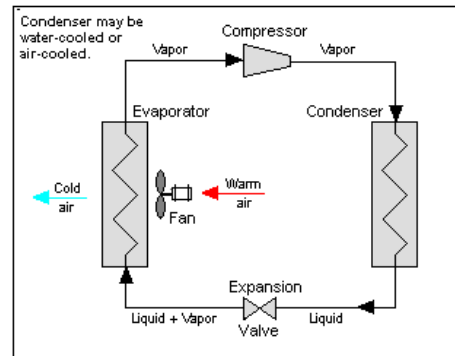 Condenser may be
water-cooled or
air-cooled.
Compressor
Vapor
Vapor
Evaporator
Condenser
Cold
air
Warm
air
Fan
Expansion
Valve
Liquid + Vapor
Liquid